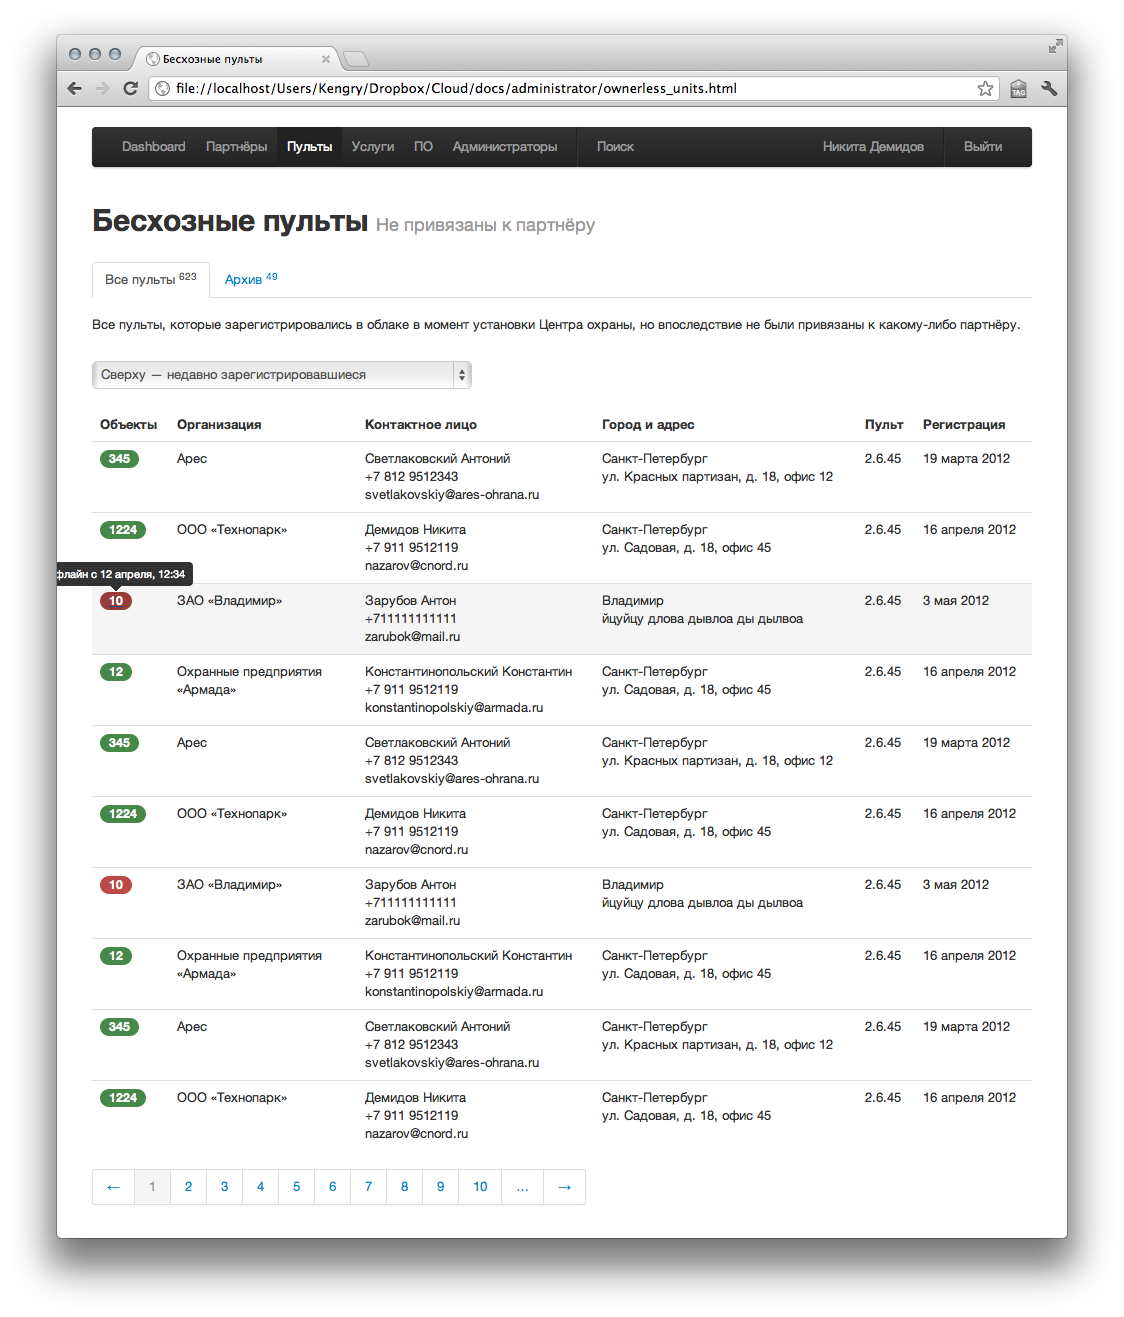 Бесхозные пульты
file://localhost/Users/Kengry/Dropbox/Cloud/docs/administrator/ownerless_units.html
TAG
Dashboard Партнёры Пульты Услуги ПО Администраторы Поиск Никита Демидов Выйти
Бесхозные пульты Не привязаны к партнёру
Все пульты 623 Архив 49
Все пульты, которые зарегистрировались в облаке в момент установки Центра охраны, но впоследствие не были привязаны к какому-либо партнёру.
Сверху — недавно зарегистрировавшиеся
Объекты Организация Контактное лицо Город и адрес Пульт Регистрация
345 Арес Светлаковский Антоний Санкт-Петербург 2.6.45 19 марта 2012
+7 812 9512343 ул. Красных партизан, д. 18, офис 12
svetlakovskiy@ares-ohrana.ru
1224 ООО «Технопарк» Демидов Никита Санкт-Петербург 2.6.45 16 апреля 2012
+7 911 9512119 ул. Садовая, д. 18, офис 45
nazarov@cnord.ru
флайн с 12 апреля, 12:34
10 ЗАО «Владимир» Зарубов Антон Владимир 2.6.45 3 мая 2012
+711111111111 йцуйцу длова дывлоа ды дылвоа
zarubok@mail.ru
12 Охранные предприятия Константинопольский Константин Санкт-Петербург 2.6.45 16 апреля 2012
«Армада» +7 911 9512119 ул. Садовая, д. 18, офис 45
konstantinopolskiy@armada.ru
345 Арес Светлаковский Антоний Санкт-Петербург 2.6.45 19 марта 2012
+7 812 9512343 ул. Красных партизан, д. 18, офис 12
svetlakovskiy@ares-ohrana.ru
1224 ООО «Технопарк» Демидов Никита Санкт-Петербург 2.6.45 16 апреля 2012
+7 911 9512119 ул. Садовая, д. 18, офис 45
nazarov@cnord.ru
10 ЗАО «Владимир» Зарубов Антон Владимир 2.6.45 3 мая 2012
+711111111111 йцуйцу длова дывлоа ды дылвоа
zarubok@mail.ru
12 Охранные предприятия Константинопольский Константин Санкт-Петербург 2.6.45 16 апреля 2012
«Армада» +7 911 9512119 ул. Садовая, д. 18, офис 45
konstantinopolskiy@armada.ru
345 Арес Светлаковский Антоний Санкт-Петербург 2.6.45 19 марта 2012
+7 812 9512343 ул. Красных партизан, д. 18, офис 12
svetlakovskiy@ares-ohrana.ru
1224 ООО «Технопарк» Демидов Никита Санкт-Петербург 2.6.45 16 апреля 2012
+7 911 9512119 ул. Садовая, д. 18, офис 45
nazarov@cnord.ru
← 1 2 3 4 5 6 7 8 9 10 ... →